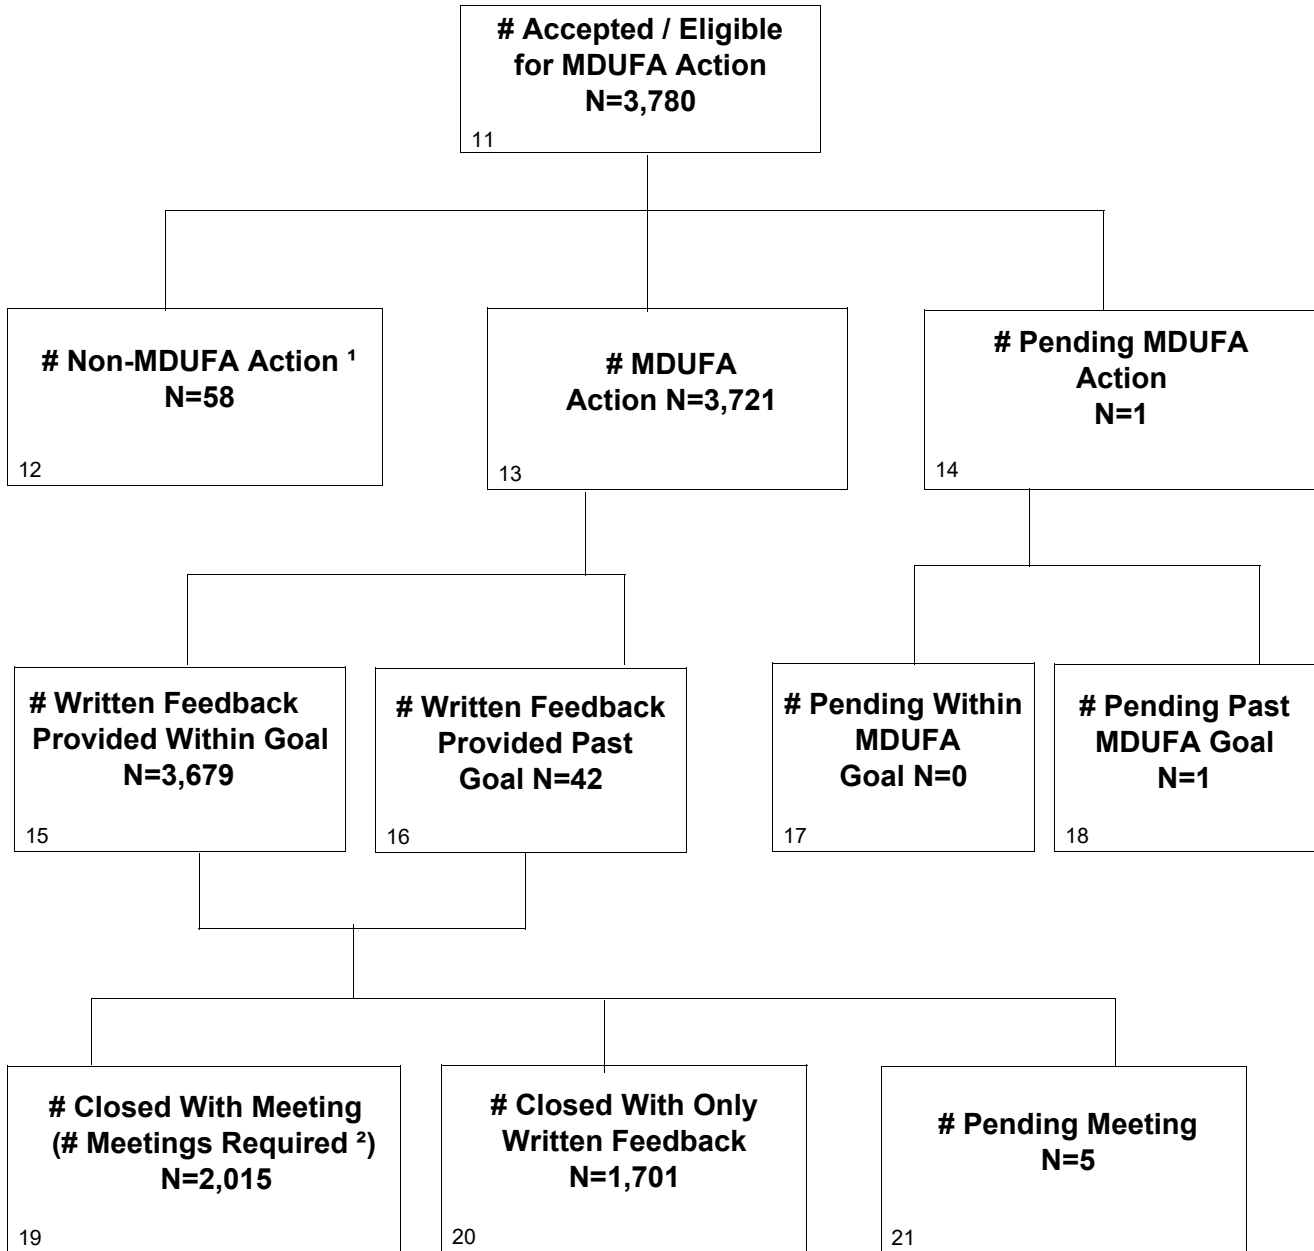 # Accepted / Eligible
for MDUFA Action
N=3,780
11
# Non-MDUFA Action ¹
N=58
12
# MDUFA
Action N=3,721
13
# Pending MDUFA
Action
N=1
14
# Written Feedback
Provided Within Goal
N=3,679
15
# Written Feedback
Provided Past
Goal N=42
16
# Pending Within
MDUFA
Goal N=0
17
# Pending Past
MDUFA Goal
N=1
18
# Closed With Meeting
(# Meetings Required ²)
N=2,015
19
# Closed With Only
Written Feedback
N=1,701
20
# Pending Meeting
N=5
21